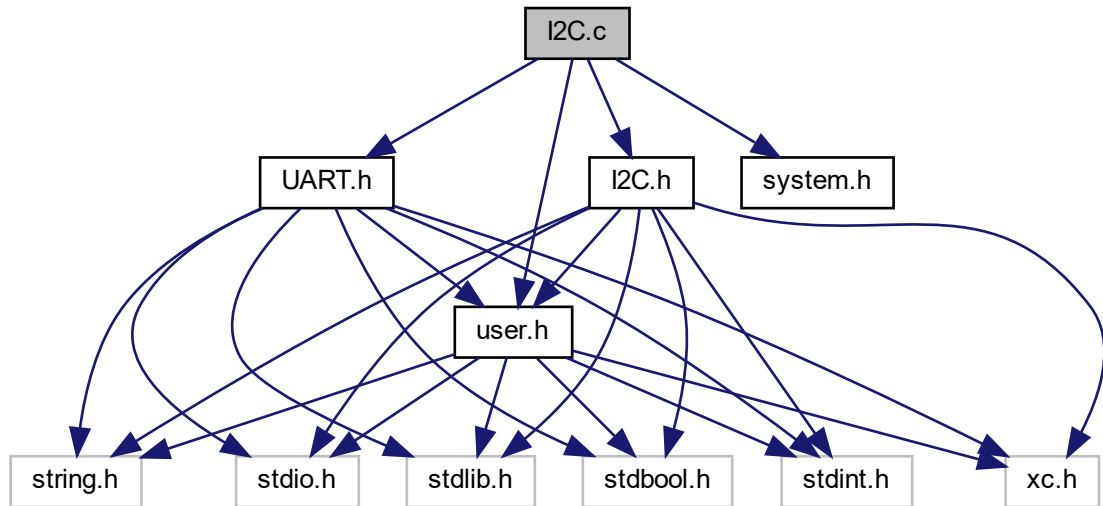 I2C.c
UART.h
I2C.h
system.h
user.h
string.h
stdio.h
stdlib.h
stdbool.h
stdint.h
xc.h